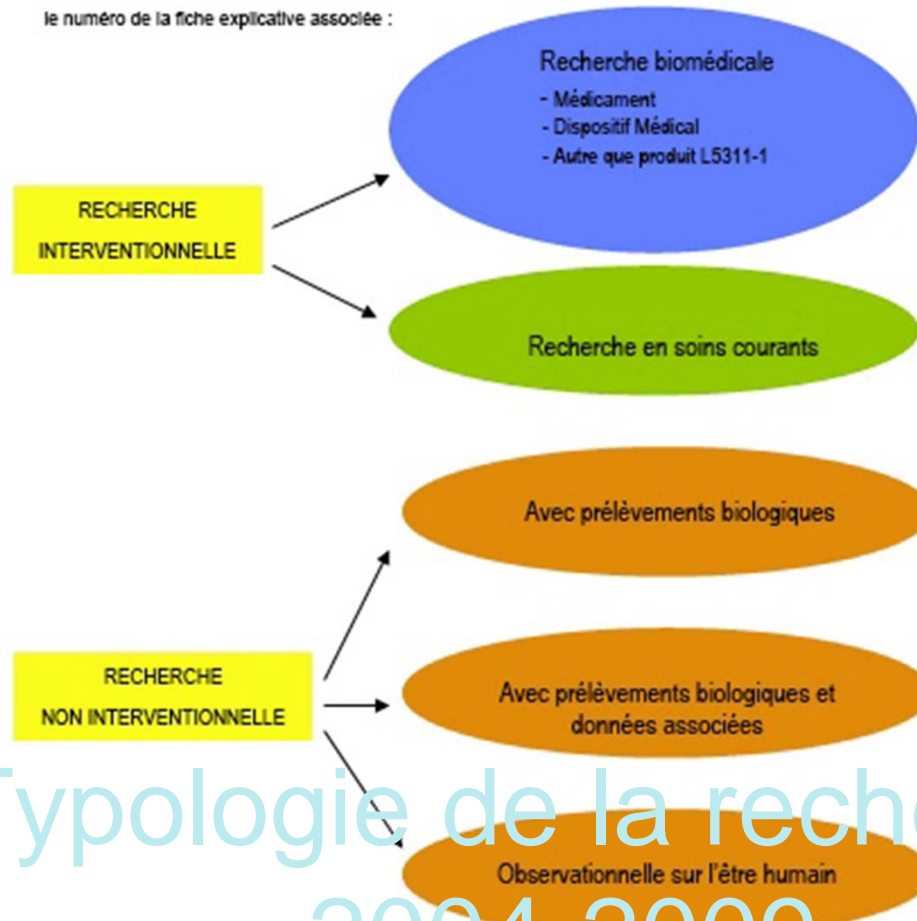 le numéro de la fiche explicative associée :
Recherche biomédicale
- Médicament
- Dispositif Médical
- Autre que produit L5311-1
RECHERCHE
INTERVENTIONNELLE
Recherche en soins courants
Avec prélèvements biologiques
RECHERCHE
NON INTERVENTIONNELLE
Avec prélèvements biologiques et
données associées
Typologie de la
Observationnelle sur l'être humain
2004-2009